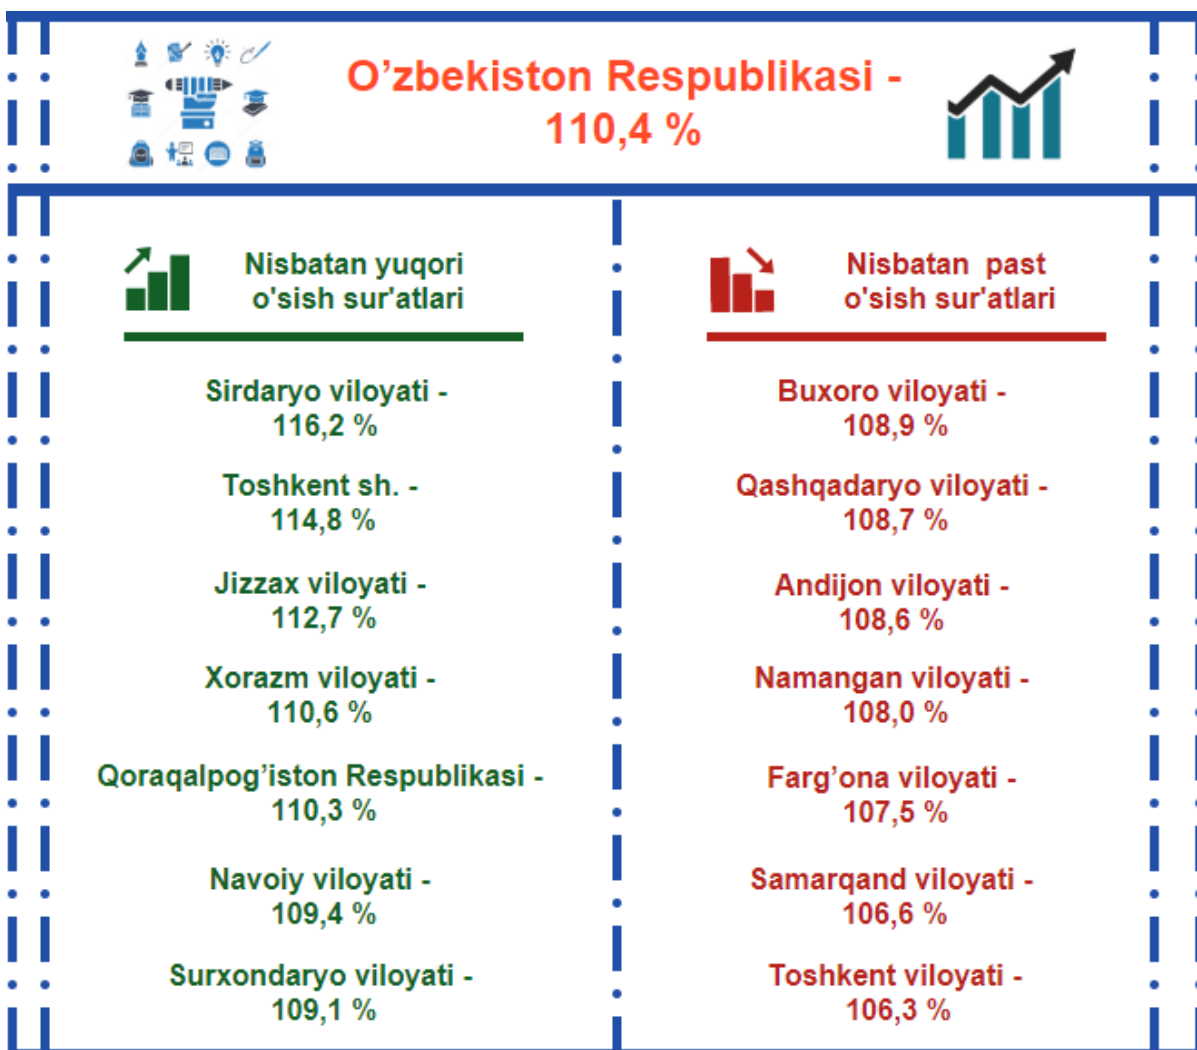 O’zbekiston Respublikasi -
110,4 %
Nisbatan yuqori
o'sish sur'atlari
Sirdaryo viloyati -
116,2 %
Toshkent sh. -
114,8 %
Jizzax viloyati -
112,7 %
Xorazm viloyati -
110,6 %
Qoraqalpog’iston Respublikasi -
110,3 %
Navoiy viloyati -
109,4 %
Surxondaryo viloyati -
109,1 %
Nisbatan past
o'sish sur'atlari
Buxoro viloyati -
108,9 %
Qashqadaryo viloyati -
108,7 %
Andijon viloyati -
108,6 %
Namangan viloyati -
108,0 %
Farg’ona viloyati -
107,5 %
Samarqand viloyati -
106,6 %
Toshkent viloyati -
106,3 %